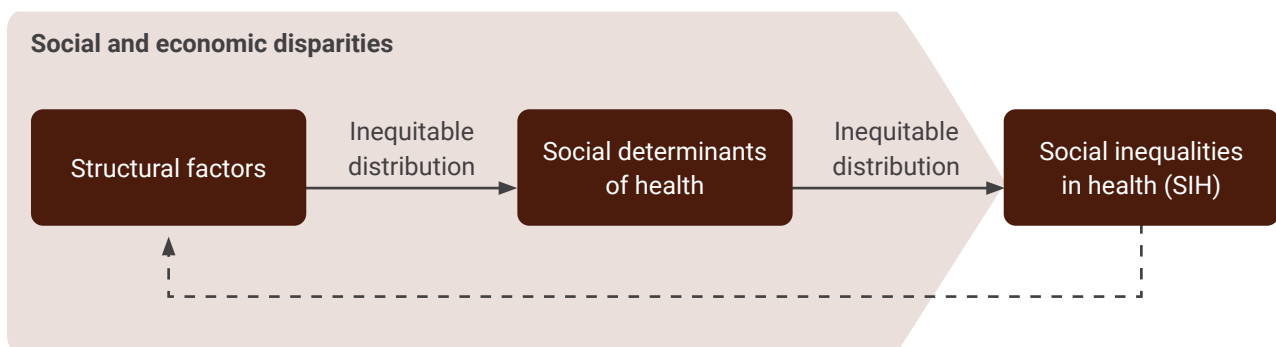 Social and economic disparities
Structural factors
Inequitable
distribution
Social determinants
of health
Inequitable
distribution
Social inequalities
in health (SIH)